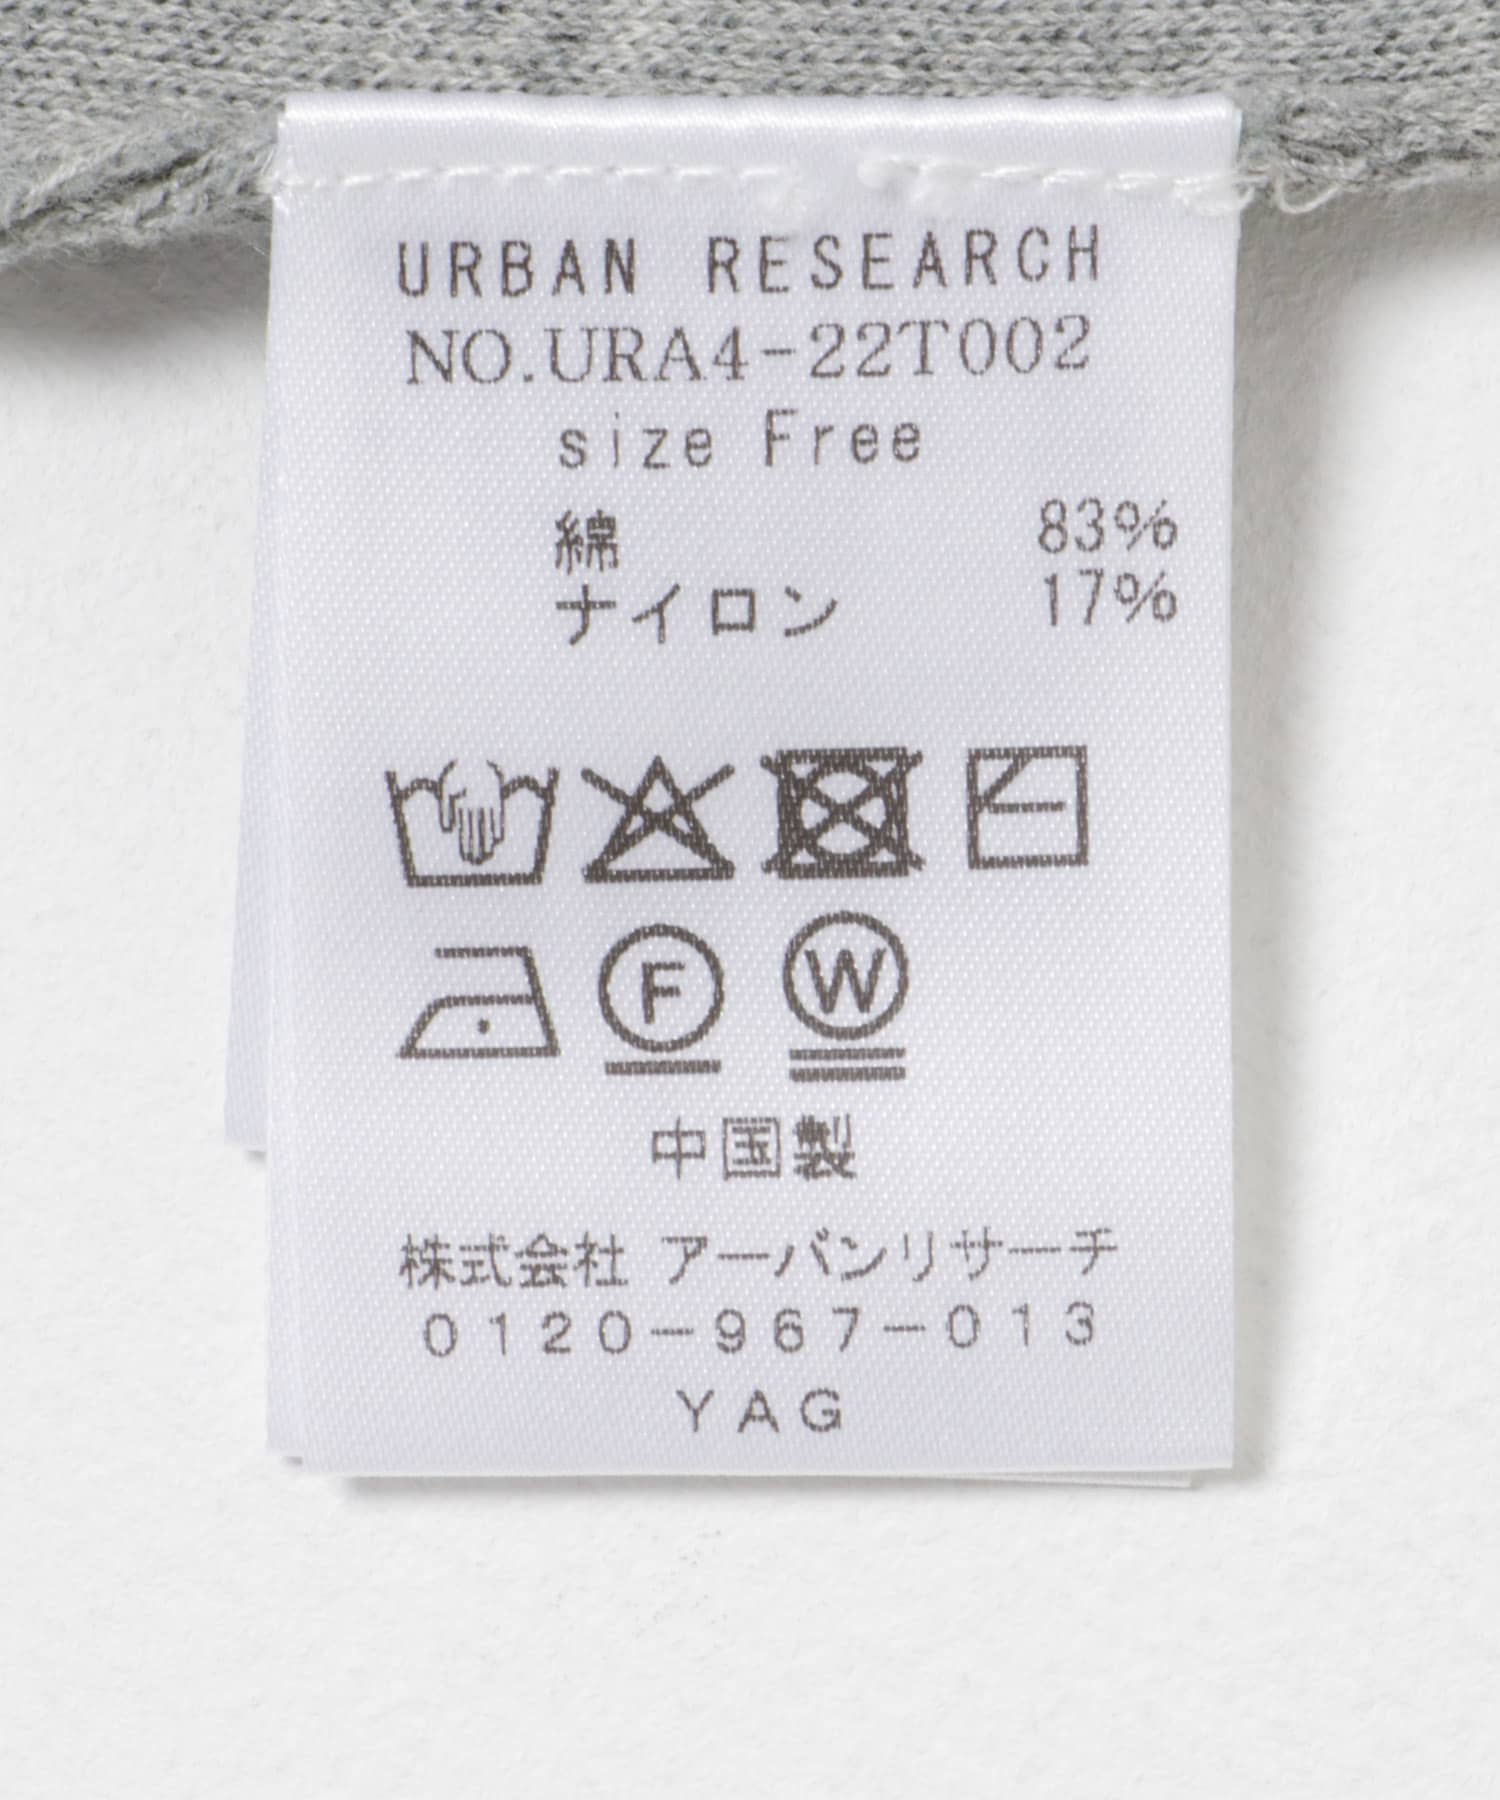 URBAN RESEARCH
NO.URA4-22T002
size Free
綿 83%
ナイロン 17%
F W
中国製
株式会社 アーバンリサーチ
0120-967-013
YAG